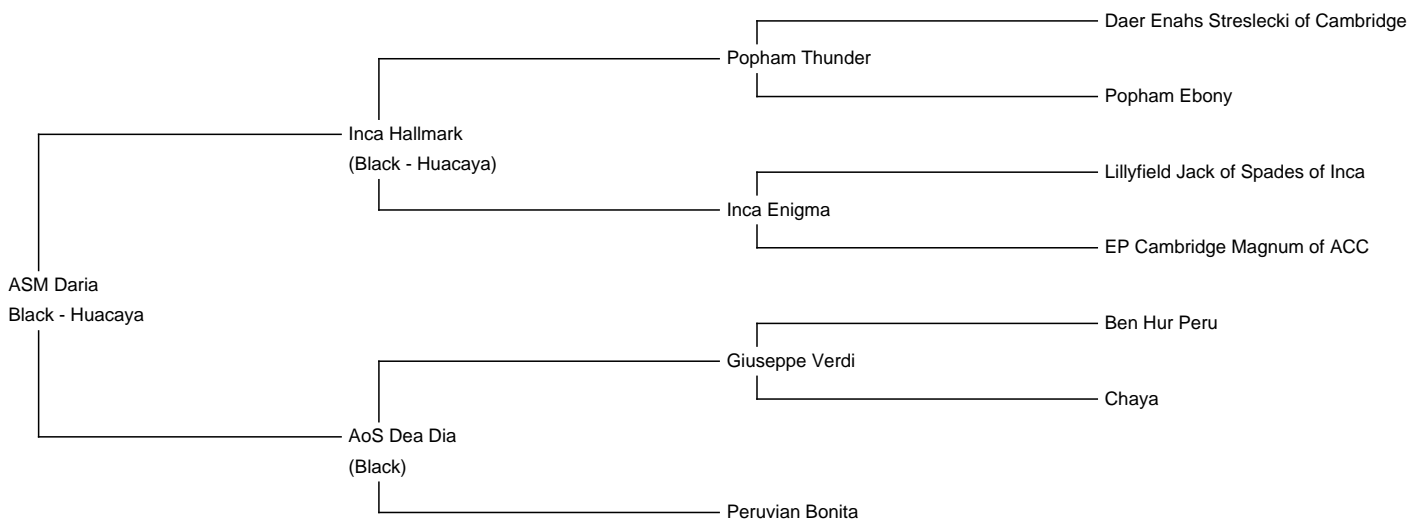 Daer Enahs Streslecki of Cambridge
Popham Thunder
Popham Ebony
Inca Hallmark
(Black - Huacaya)
Lillyfield Jack of Spades of Inca
Inca Enigma
EP Cambridge Magnum of ACC
ASM Daria
Black - Huacaya
Ben Hur Peru
Giuseppe Verdi
Chaya
AoS Dea Dia
(Black)
Peruvian Bonita